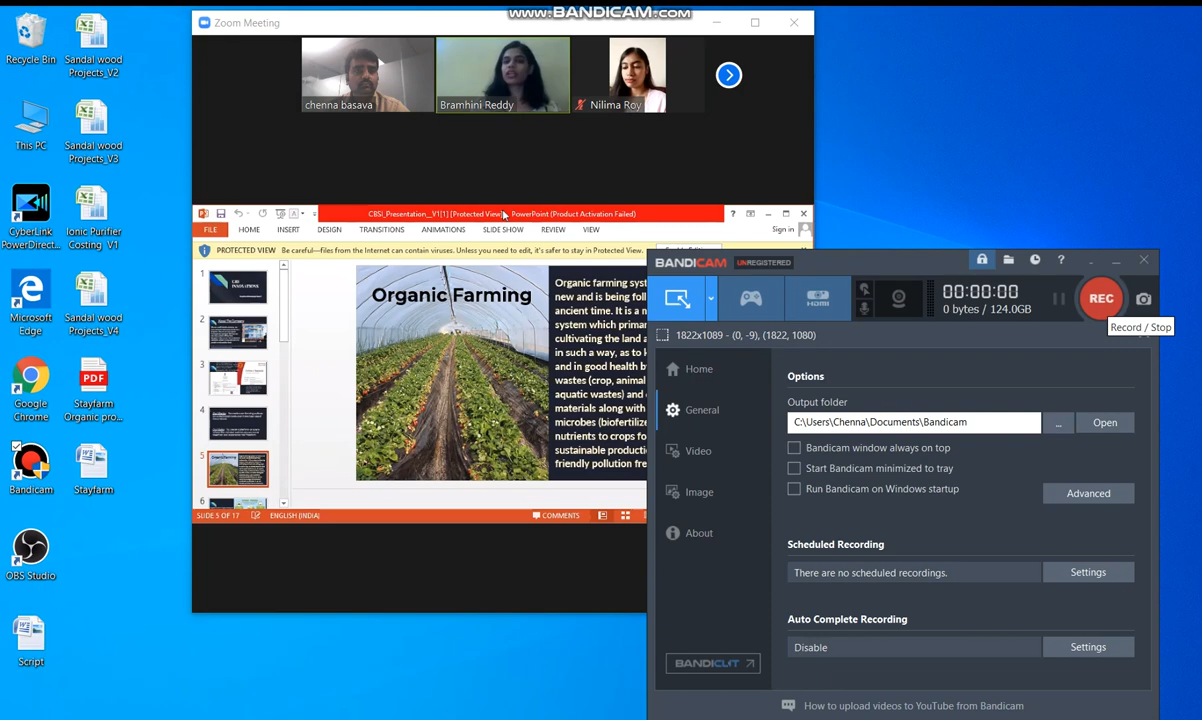 www.BANDICAM.com
Recycle Bin
Sandal wood
Projects_V2
This PC
Sandal wood
Projects_V3
CyberLink
PowerDirect...
Ionic Purifier
Costing_V1
Microsoft
Edge
Sandal wood
Projects_V4
Google
Chrome
PDF
Stayfarm
Organic pro...
Bandicam
Stayfarm
OBS Studio
Script
Zoom Meeting
chenna basava
Bramhini Reddy
Nilima Roy
CBSI_Presentation_V1[1] [Protected View] - PowerPoint (Product Activation Failed)
FILE HOME INSERT DESIGN TRANSITIONS ANIMATIONS SLIDE SHOW REVIEW VIEW Sign in
PROTECTED VIEW Be careful—files from the Internet can contain viruses. Unless you need to edit, it's safer to stay in Protected View.
1
2
3
4
5
6
Organic Farming
Organic farming syst
new and is being foll
ancient time. It is a n
system which primar
cultivating the land a
in such a way, as to k
and in good health b
wastes (crop, animal
aquatic wastes) and
materials along with
microbes (biofertilize
nutrients to crops fo
sustainable producti
friendly pollution fre
SLIDE 5 OF 17 ENGLISH (INDIA) COMMENTS
BANDICAM UNREGISTERED
HDMI
00:00:00
0 bytes / 124.0GB
REC
Record / Stop
1822x1089 - (0, -9), (1822, 1080)
Home
General
Video
Image
About
BANDICUT
Options
Output folder
C:\Users\Chenna\Documents\Bandicam ... Open
Bandicam window always on top
Start Bandicam minimized to tray
Run Bandicam on Windows startup
Advanced
Scheduled Recording
There are no scheduled recordings. Settings
Auto Complete Recording
Disable Settings
How to upload videos to YouTube from Bandicam